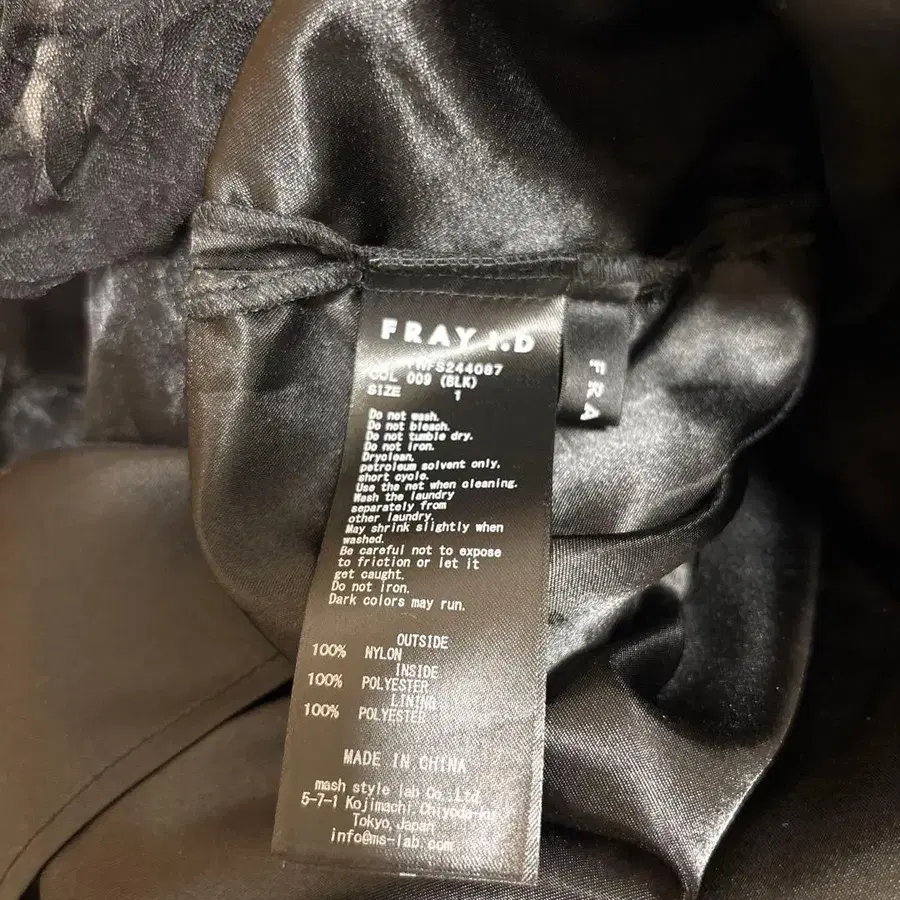 FRAY I.D
FWFS244087
COL 009 (BLK)
SIZE 1
Do not wash.
Do not bleach.
Do not tumble dry.
Do not iron.
Dryclean,
petroleum solvent only,
short cycle.
Use the net when cleaning.
Wash the laundry
separately from
other laundry.
May shrink slightly when
washed.
Be careful not to expose
to friction or let it
get caught.
Do not iron.
Dark colors may run.
OUTSIDE
100% NYLON
INSIDE
100% POLYESTER
LINING
100% POLYESTER
MADE IN CHINA
mash style lab Co.,Ltd.
5-7-1 Kojimachi Chiyoda-ku
Tokyo,Japan
info@ms-lab.com
FRA